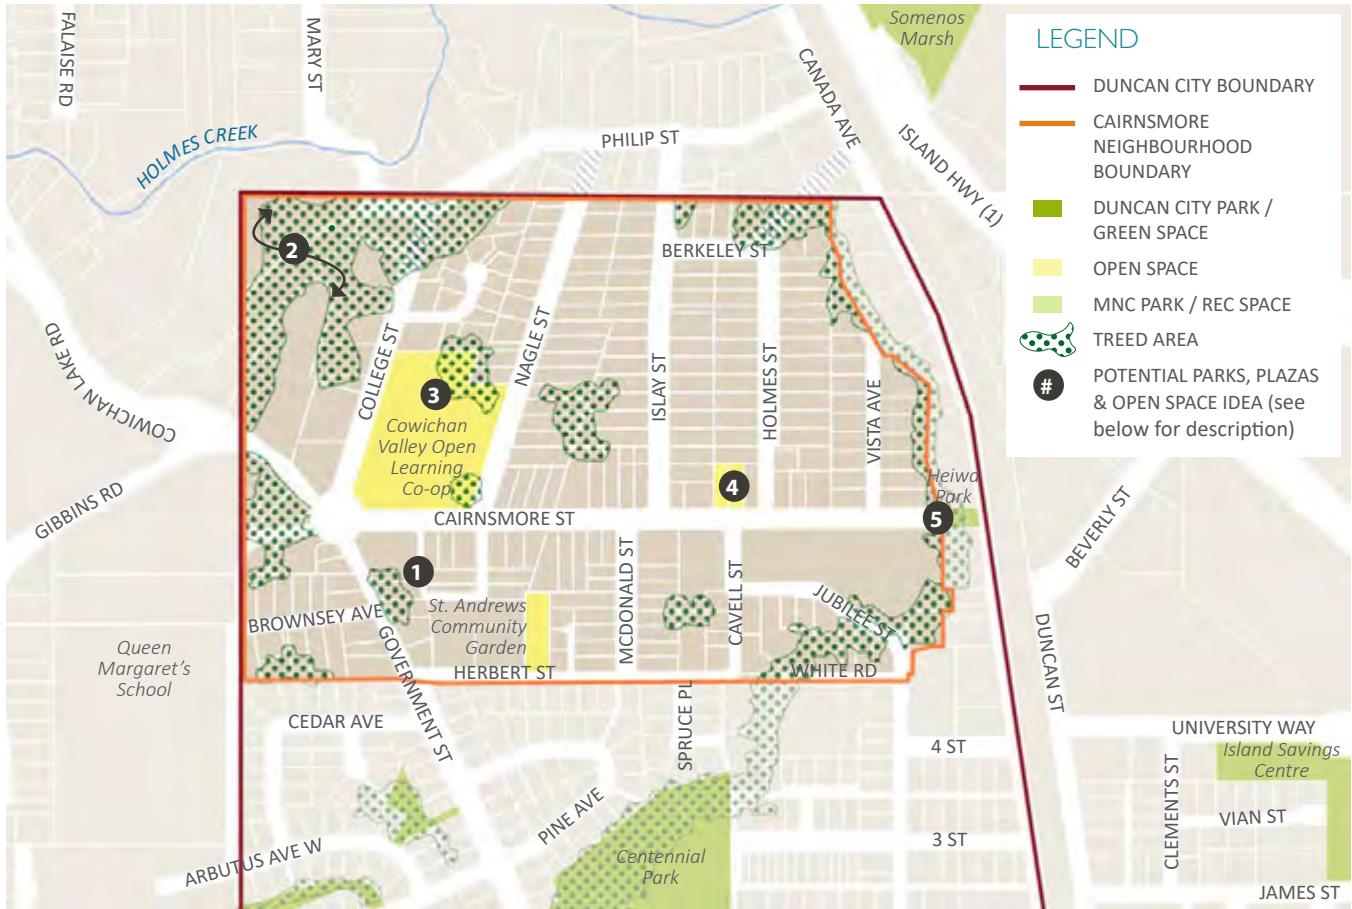 FALAISE RD
MARY ST
HOLMES CREEK
PHILIP ST
CANADA AVE
ISLAND HWY (1)
Somenos
Marsh
LEGEND
DUNCAN CITY BOUNDARY
CAIRNSMORE
NEIGHBOURHOOD
BOUNDARY
DUNCAN CITY PARK /
GREEN SPACE
OPEN SPACE
MNC PARK / REC SPACE
TREED AREA
#
POTENTIAL PARKS, PLAZAS
& OPEN SPACE IDEA (see
below for description)
2
BERKELEY ST
COWICHAN LAKE RD
COLLEGE ST
NAGLE ST
ISLAY ST
HOLMES ST
VISTA AVE
3
Cowichan
Valley Open
Learning
Co-op
4
Heiwa
Park
5
GIBBINS RD
CAIRNSMORE ST
BEVERLY ST
1
MCDONALD ST
CAVELL ST
JUBILEE ST
BROWNSEY AVE
St. Andrews
Community
Garden
GOVERNMENT ST
HERBERT ST
WHITE RD
Queen
Margaret's
School
DUNCAN ST
CEDAR AVE
SPRUCE PL
4 ST
UNIVERSITY WAY
Island Savings
Centre
CLEMENTS ST
VIAN ST
PINE AVE
3 ST
ARBUTUS AVE W
Centennial
Park
JAMES ST